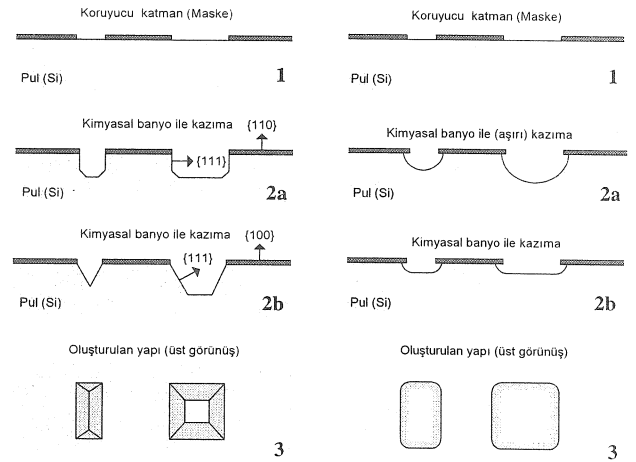 Koruyucu katman (Maske)
Pul (Si)
1
Kimyasal banyo ile kazıma {110}
{111}
Pul (Si)
2a
Kimyasal banyo ile kazıma {100}
{111}
Pul (Si)
2b
Oluşturulan yapı (üst görünüş)
3
Koruyucu katman (Maske)
Pul (Si)
1
Kimyasal banyo ile (aşırı) kazıma
Pul (Si)
2a
Kimyasal banyo ile kazıma
Pul (Si)
2b
Oluşturulan yapı (üst görünüş)
3